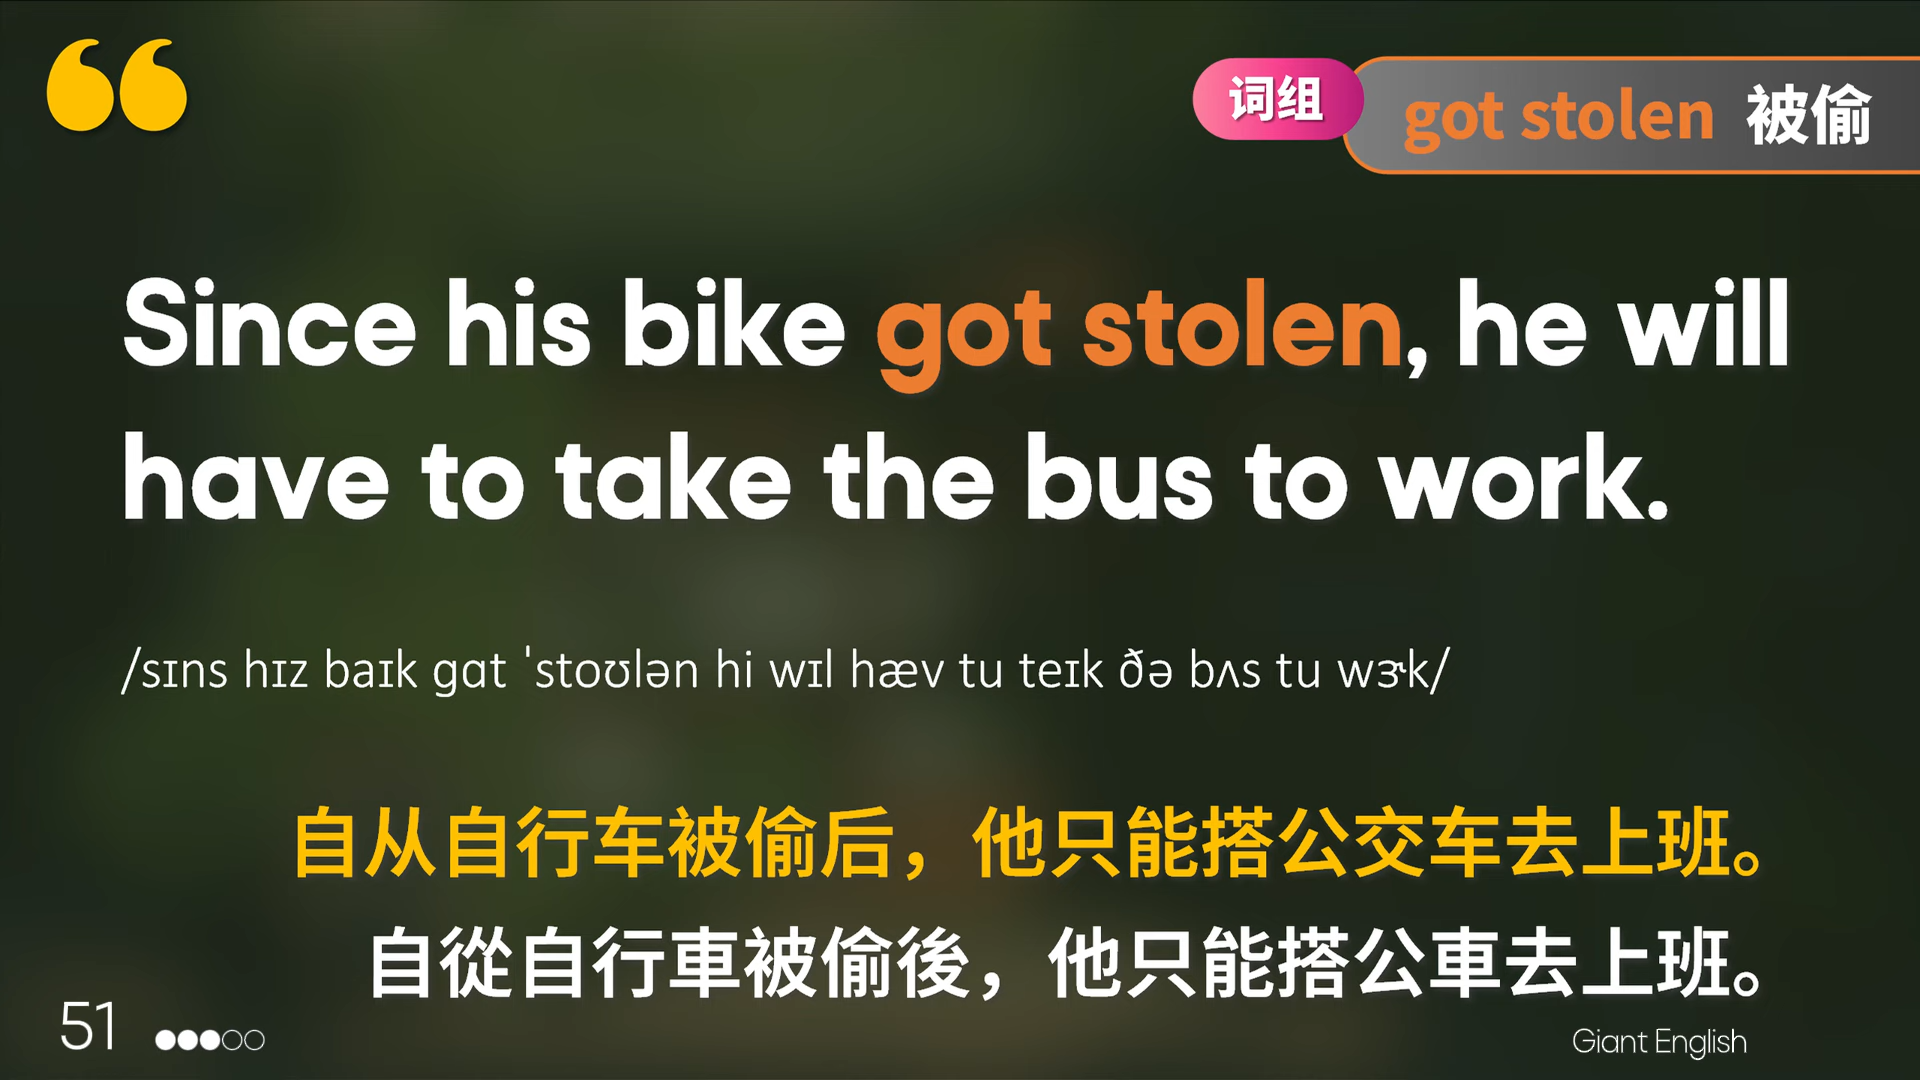 词组
got stolen 被偷
Since his bike got stolen, he will
have to take the bus to work.
/sɪns hɪz baɪk gɑt ˈstoʊlən hi wɪl hæv tu teɪk ðə bʌs tu wɝk/
自从自行车被偷后，他只能搭公交车去上班。
自從自行車被偷後，他只能搭公車去上班。
51
Giant English